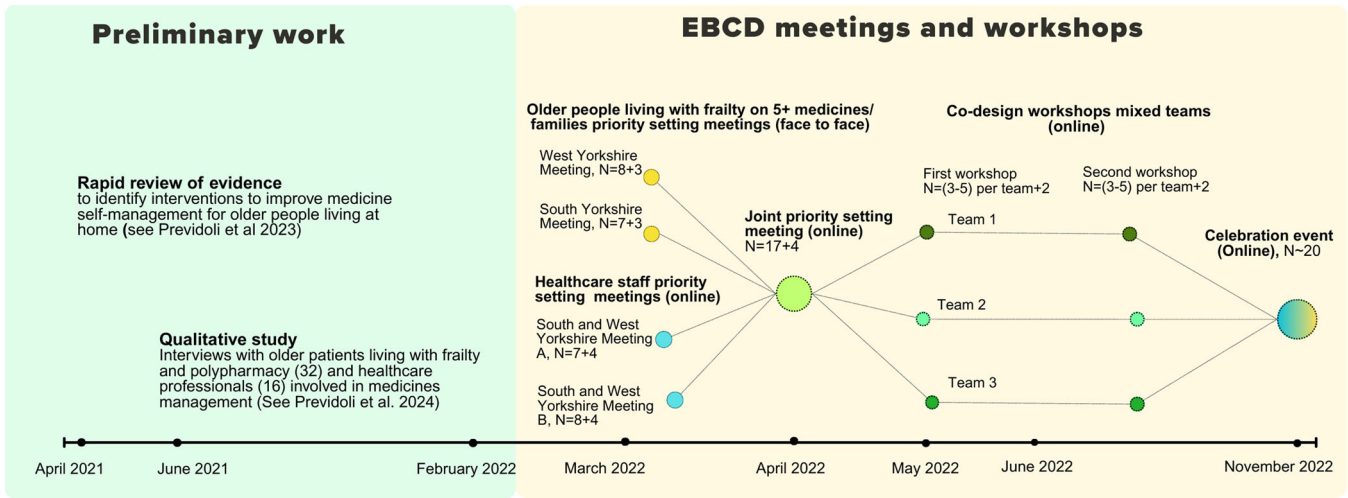 Preliminary work
Rapid review of evidence
to identify interventions to improve medicine
self-management for older people living at
home (see Previdoli et al 2023)
Qualitative study
Interviews with older patients living with frailty
and polypharmacy (32) and healthcare
professionals (16) involved in medicines
management (See Previdoli et al. 2024)
EBCD meetings and workshops
Older people living with frailty on 5+ medicines/
families priority setting meetings (face to face)
West Yorkshire
Meeting, N=8+3
South Yorkshire
Meeting, N=7+3
Healthcare staff priority
setting meetings (online)
South and West
Yorkshire Meeting
A, N=7+4
South and West
Yorkshire Meeting
B, N=8+4
Joint priority setting
meeting (online)
N=17+4
Co-design workshops mixed teams
(online)
First workshop
N=(3-5) per team+2
Second workshop
N=(3-5) per team+2
Team 1
Team 2
Team 3
Celebration event
(Online), N~20
April 2021
June 2021
February 2022
March 2022
April 2022
May 2022
June 2022
November 2022